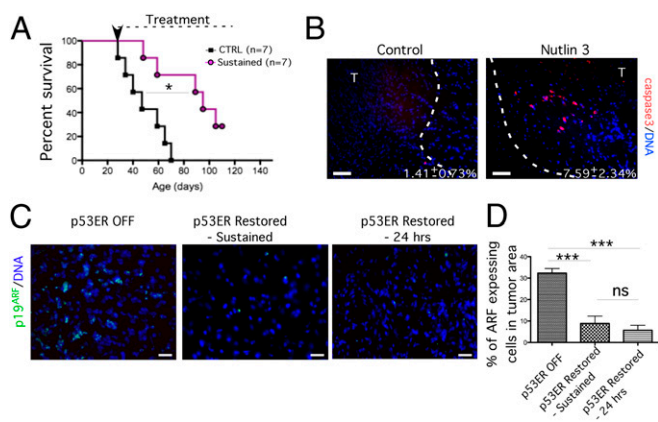 A
Treatment
CTRL (n=7)
Sustained (n=7)
*
Percent survival
100
80
60
40
20
0
0 20 40 60 80 100 120 140
Age (days)
B
Control
Nutlin 3
T
T
1.41±0.73%
7.59±2.34%
caspase3/DNA
C
p53ER OFF
p53ER Restored
- Sustained
p53ER Restored
- 24 hrs
p19ARF/DNA
D
% of ARF expessing
cells in tumor area
***
***
ns
40
30
20
10
0
p53ER OFF
p53ER Restored
- Sustained
p53ER Restored
- 24 hrs